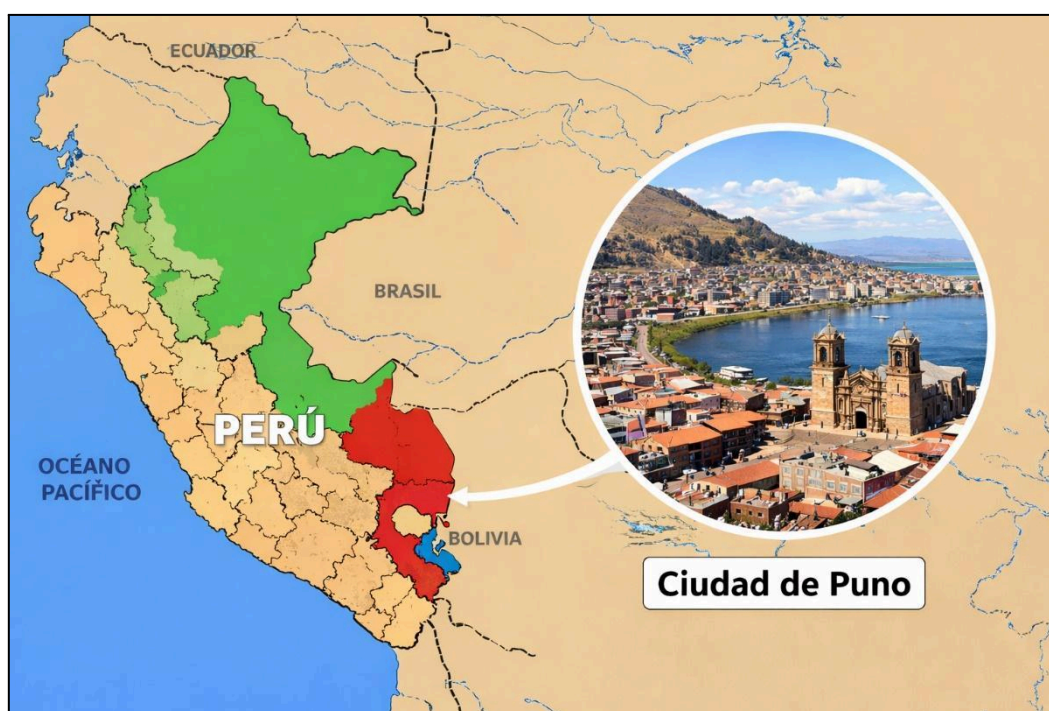 ECUADOR
BRASIL
PERÚ
OCÉANO
PACÍFICO
BOLIVIA
Ciudad de Puno